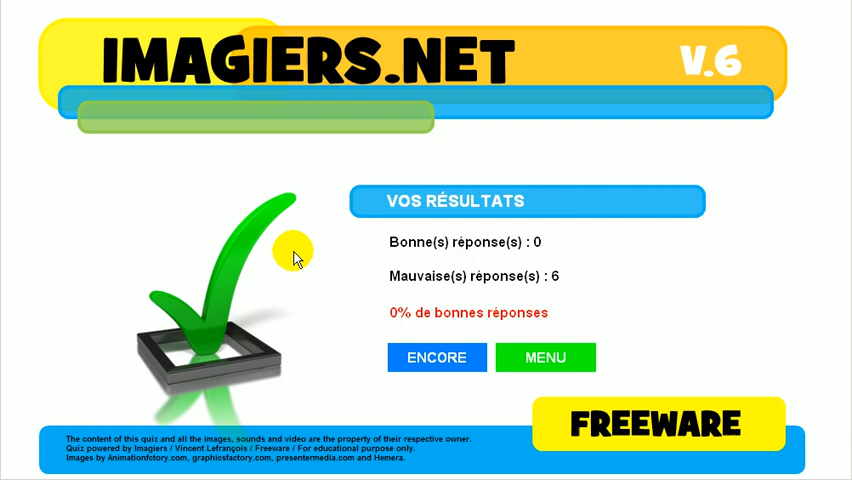 IMAGIERS.NET
V.6
VOS RÉSULTATS
Bonne(s) réponse(s) : 0
Mauvaise(s) réponse(s) : 6
0% de bonnes réponses
ENCORE
MENU
FREEWARE
The content of this quiz and all the images, sounds and video are the property of their respective owner.
Quiz powered by Imagiers / Vincent Lefrançois / Freeware / For educational purpose only.
Images by Animationfctory.com, graphicsfactory.com, presentermedia.com and Hemera.